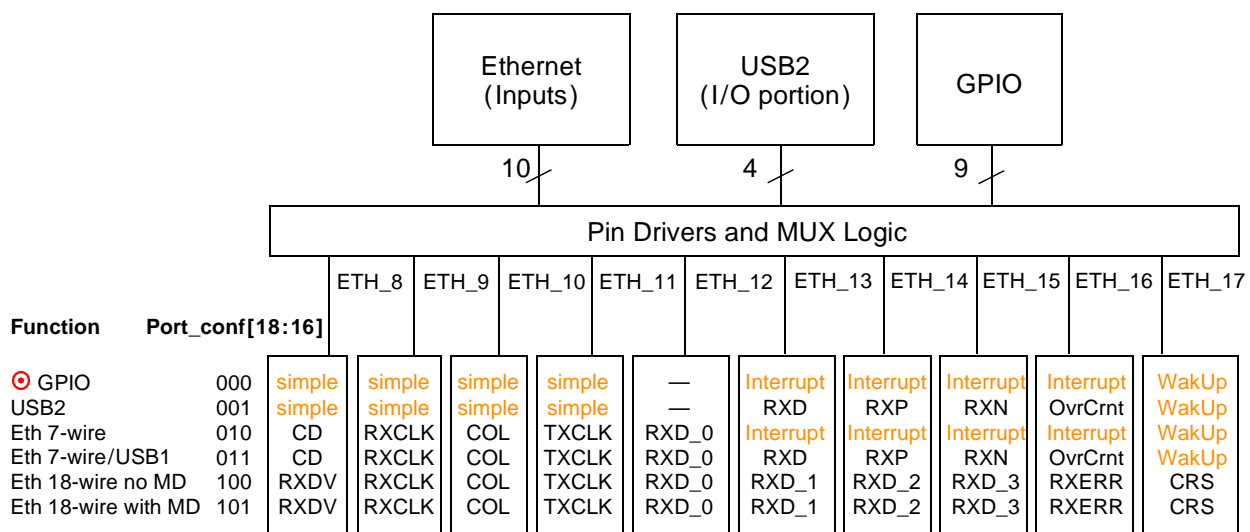 Ethernet USB2 GPIO
(Inputs) (I/O portion)
10 4 9
Pin Drivers and MUX Logic
ETH_8 ETH_9 ETH_10 ETH_11 ETH_12 ETH_13 ETH_14 ETH_15 ETH_16 ETH_17
Function Port_conf[18:16]
GPIO 000 simple simple simple simple — Interrupt Interrupt Interrupt Interrupt WakUp
USB2 001 simple simple simple simple — RXD RXP RXN OvrCrnt WakUp
Eth 7-wire 010 CD RXCLK COL TXCLK RXD_0 Interrupt Interrupt Interrupt Interrupt WakUp
Eth 7-wire/USB1 011 CD RXCLK COL TXCLK RXD_0 RXD RXP RXN OvrCrnt WakUp
Eth 18-wire no MD 100 RXDV RXCLK COL TXCLK RXD_0 RXD_1 RXD_2 RXD_3 RXERR CRS
Eth 18-wire with MD 101 RXDV RXCLK COL TXCLK RXD_0 RXD_1 RXD_2 RXD_3 RXERR CRS